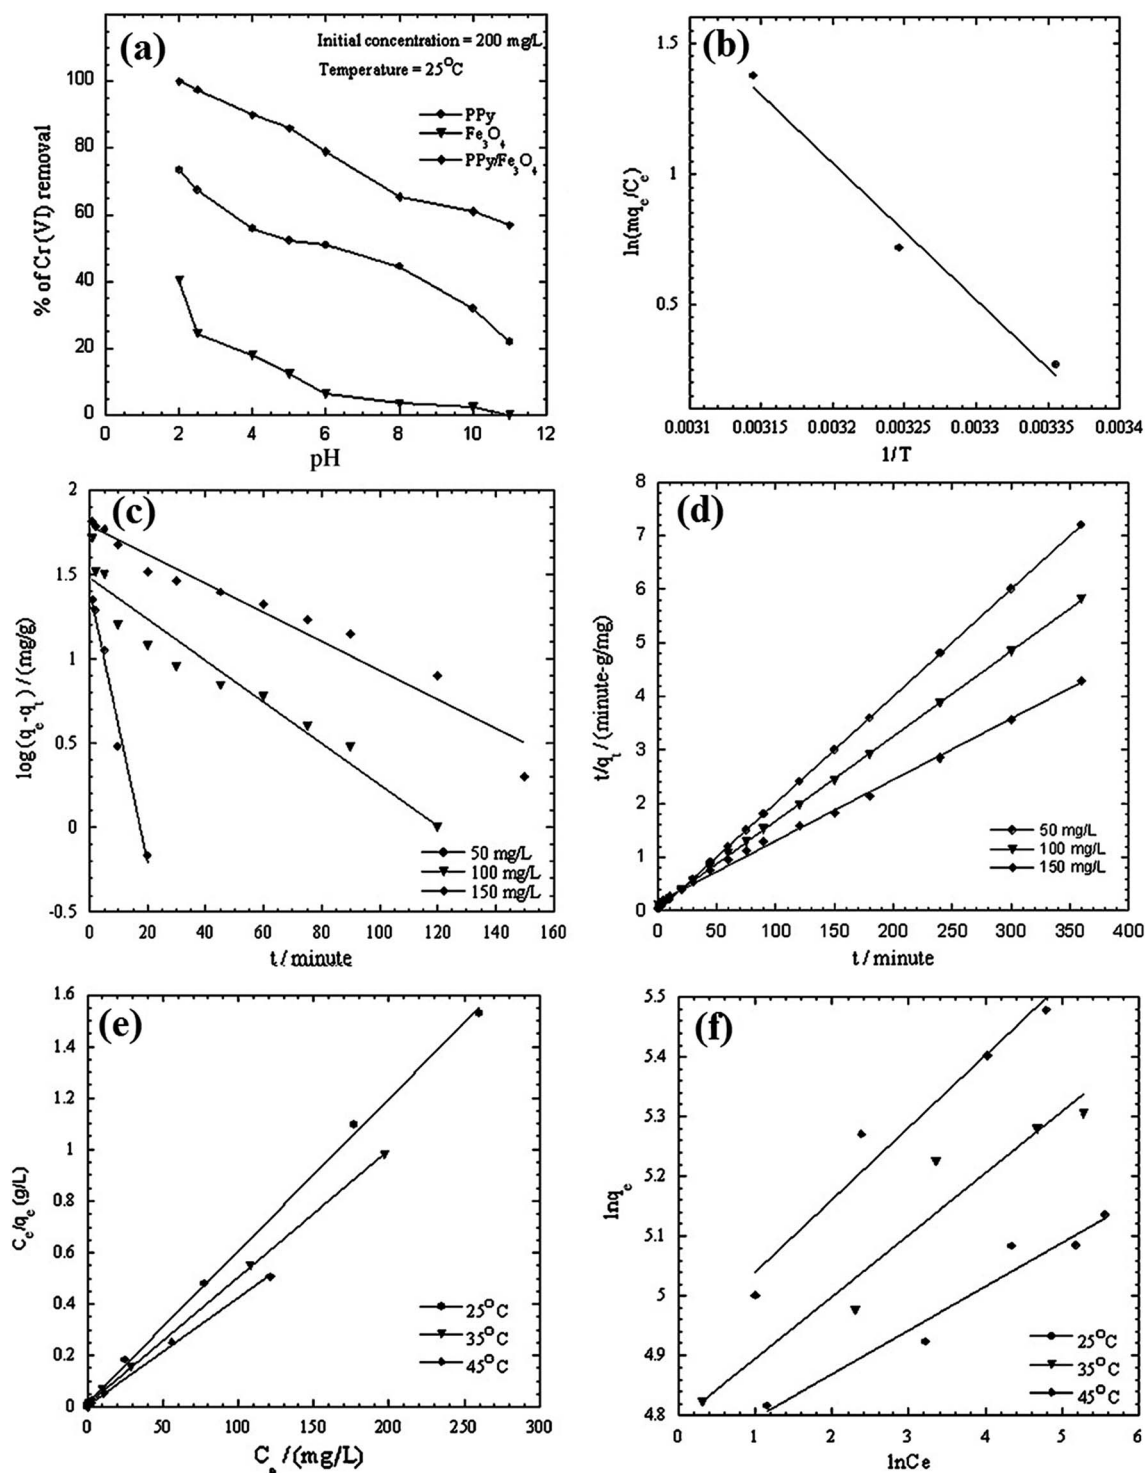 (a)
Initial concentration = 200 mg/L
Temperature = 25°C
PPy
Fe3O4
PPy/Fe3O4
% of Cr(VI) removal
100
80
60
40
20
0
0 2 4 6 8 10 12
pH
(b)
ln(mqe/Ce)
1.5
1
0.5
0.0031 0.00315 0.0032 0.00325 0.0033 0.00335 0.0034
1/T
(c)
log(qe-qt) / (mg/g)
2
1.5
1
0.5
0
-0.5
50 mg/L
100 mg/L
150 mg/L
0 20 40 60 80 100 120 140 160
t / minute
(d)
t/qt / (minute-g/mg)
8
7
6
5
4
3
2
1
0
50 mg/L
100 mg/L
150 mg/L
0 50 100 150 200 250 300 350 400
t / minute
(e)
Ce/qe (g/L)
1.6
1.4
1.2
1
0.8
0.6
0.4
0.2
0
25°C
35°C
45°C
0 50 100 150 200 250 300
Ce / (mg/L)
(f)
lnqe
5.5
5.4
5.3
5.2
5.1
5
4.9
4.8
25°C
35°C
45°C
0 1 2 3 4 5 6
lnCe